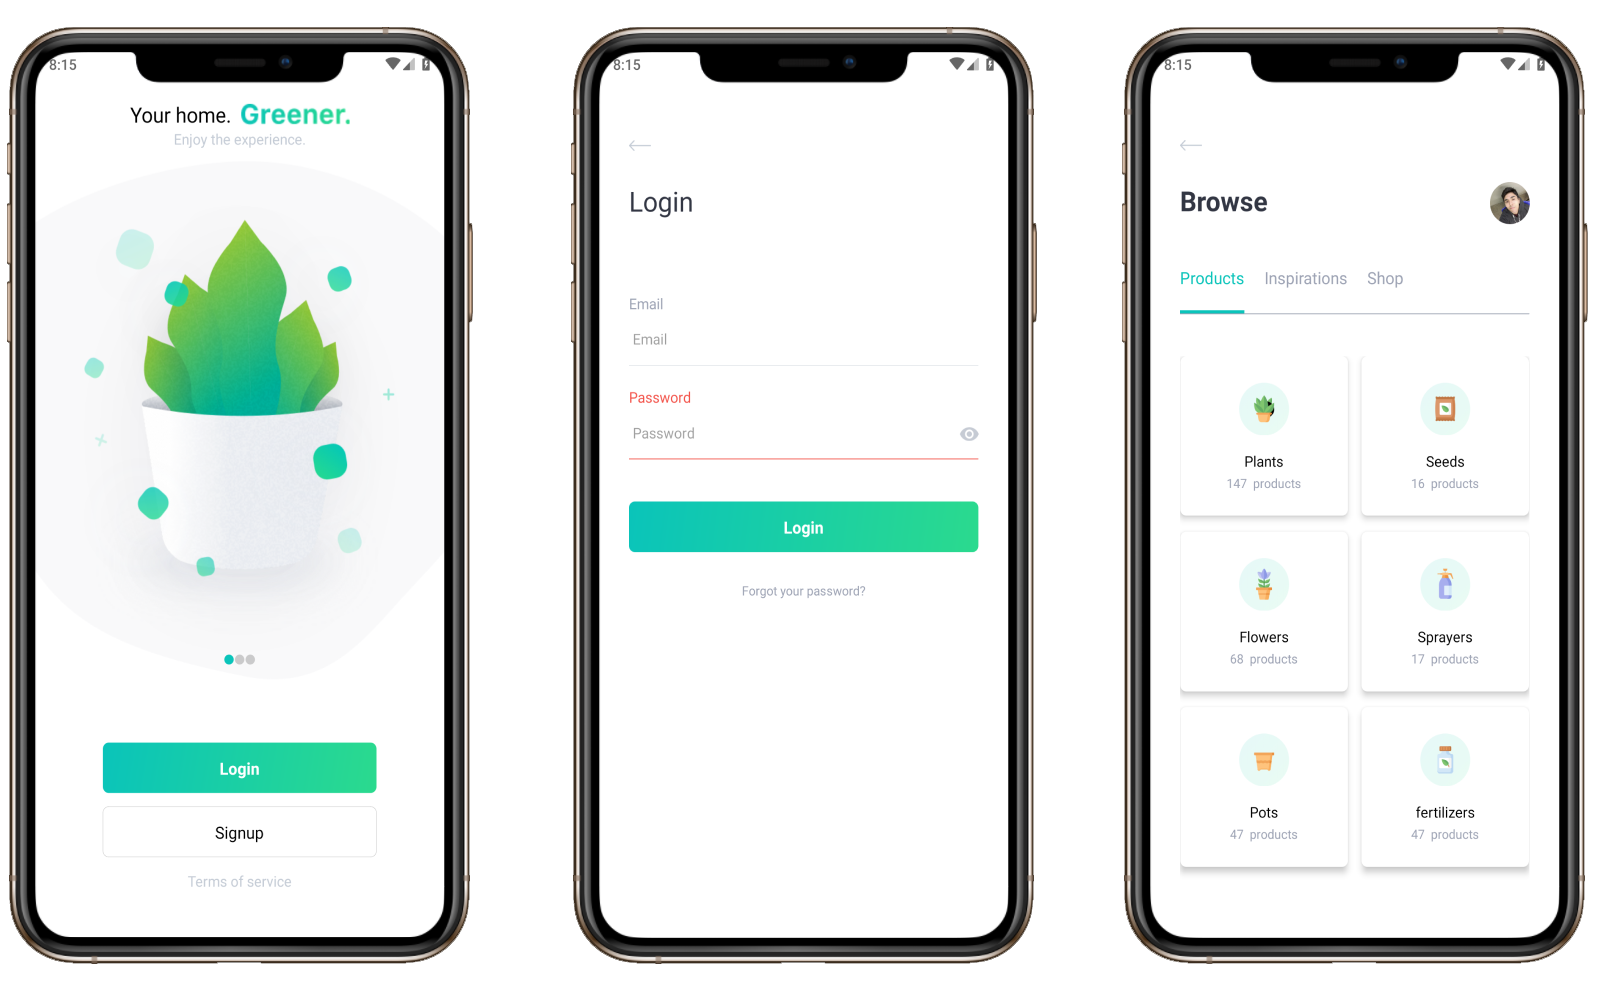 8:15
Your home. Greener.
Enjoy the experience.
Login
Signup
Terms of service
8:15
Login
Email
Email
Password
Password
Login
Forgot your password?
8:15
Browse
Products Inspirations Shop
Plants
147 products
Seeds
16 products
Flowers
68 products
Sprayers
17 products
Pots
47 products
fertilizers
47 products